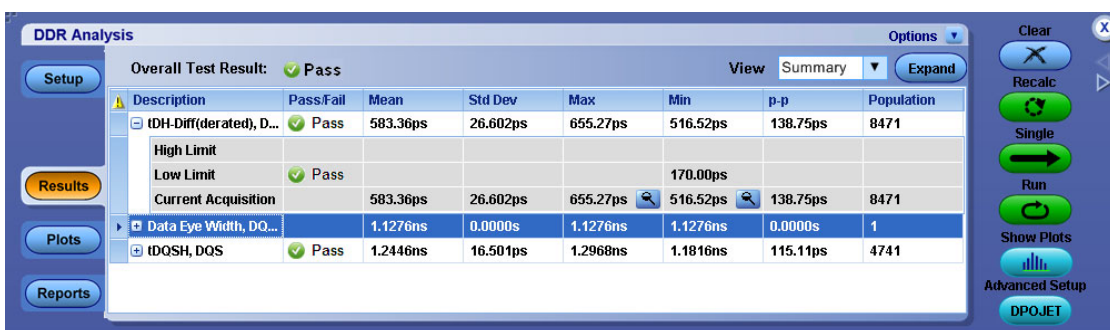 DDR Analysis Options
Setup
Overall Test Result: Pass View Summary Expand
Description Pass/Fail Mean Std Dev Max Min p-p Population
tDH-Diff(derated), D... Pass 583.36ps 26.602ps 655.27ps 516.52ps 138.75ps 8471
High Limit
Low Limit Pass 170.00ps
Current Acquisition 583.36ps 26.602ps 655.27ps 516.52ps 138.75ps 8471
Data Eye Width, DQ... 1.1276ns 0.0000s 1.1276ns 1.1276ns 0.0000s 1
tDQSH, DQS Pass 1.2446ns 16.501ps 1.2968ns 1.1816ns 115.11ps 4741
Results
Plots
Reports
Clear
X
Recalc
Single
Run
Show Plots
Advanced Setup
DPOJET